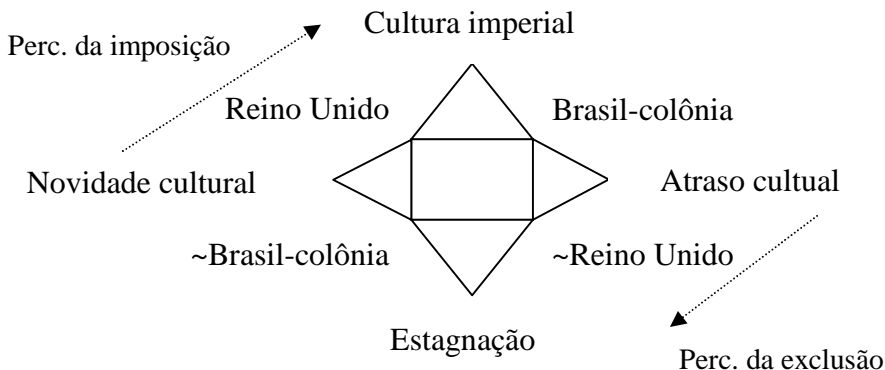 Cultura imperial
Perc. da imposição
Reino Unido
Brasil-colônia
Novidade cultural
Atraso cultual
~Brasil-colônia
~Reino Unido
Estagnação
Perc. da exclusão